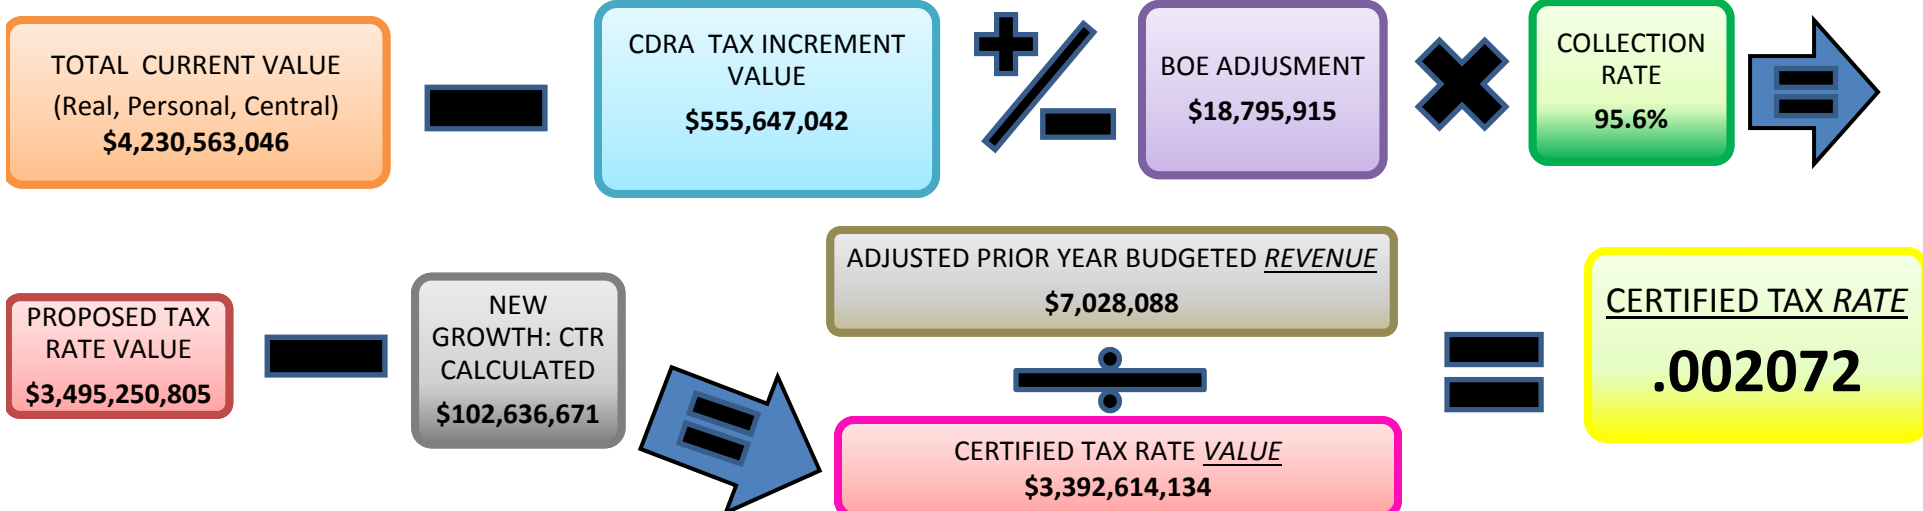 TOTAL CURRENT VALUE
(Real, Personal, Central)
$4,230,563,046
CDRA TAX INCREMENT
VALUE
$555,647,042
BOE ADJUSMENT
$18,795,915
COLLECTION
RATE
95.6%
PROPOSED TAX
RATE VALUE
$3,495,250,805
NEW
GROWTH: CTR
CALCULATED
$102,636,671
ADJUSTED PRIOR YEAR BUDGETED REVENUE
$7,028,088
CERTIFIED TAX RATE VALUE
$3,392,614,134
CERTIFIED TAX RATE
.002072